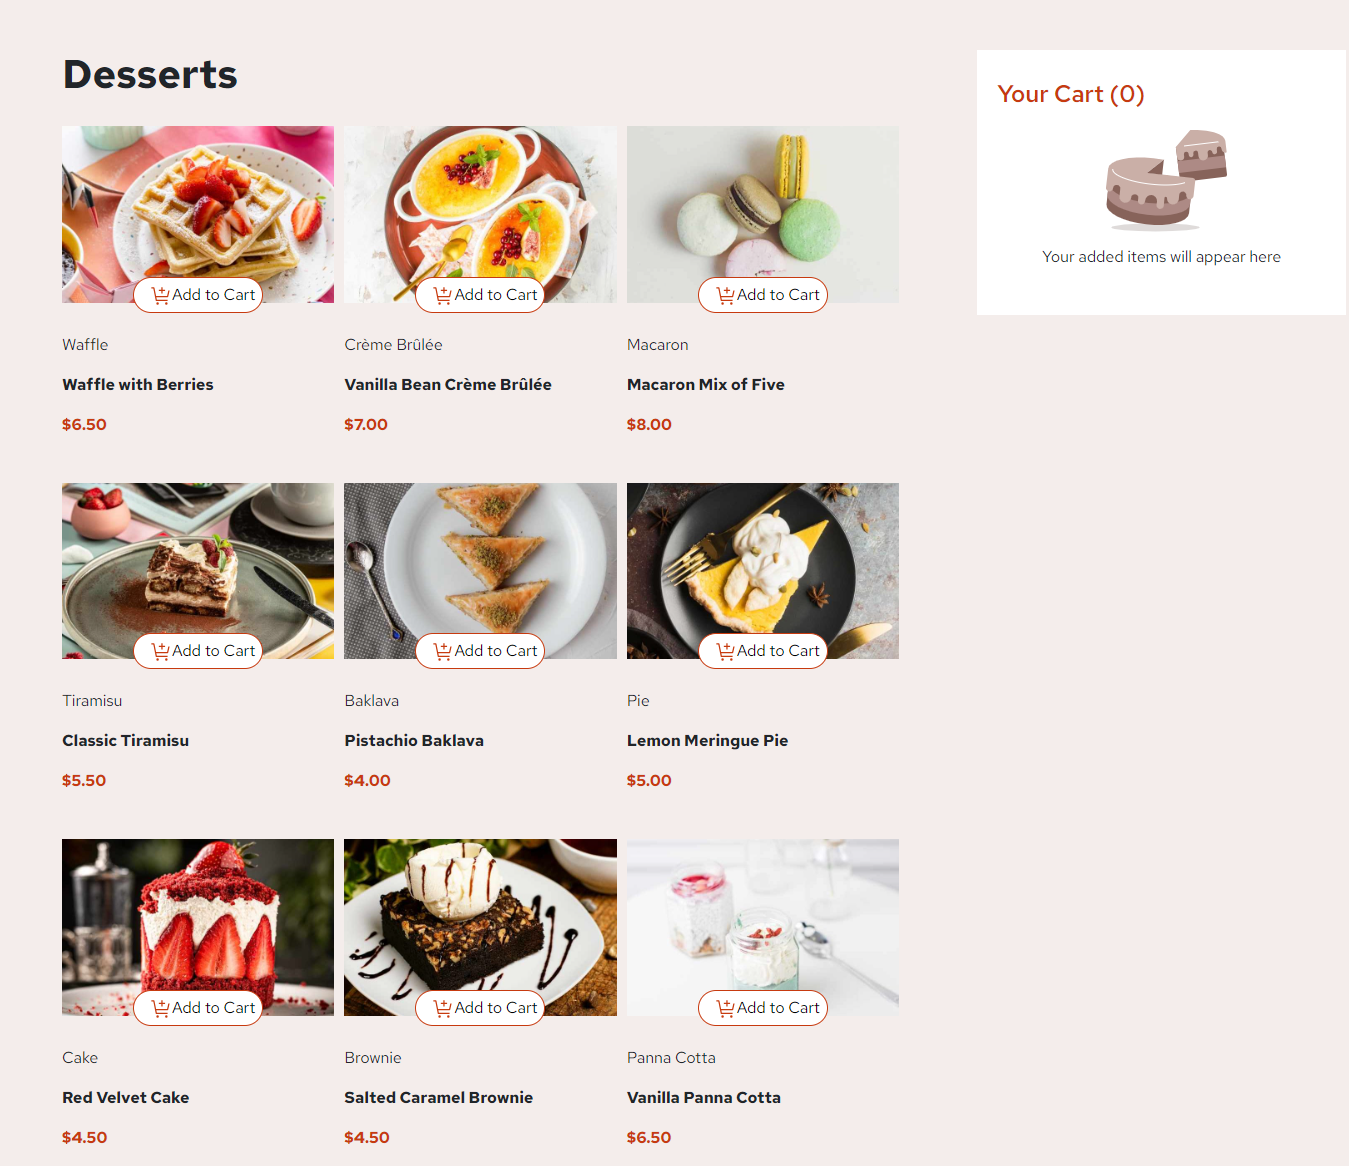 Desserts
Your Cart (0)
Your added items will appear here
Add to Cart
Add to Cart
Add to Cart
Waffle
Crème Brûlée
Macaron
Waffle with Berries
Vanilla Bean Crème Brûlée
Macaron Mix of Five
$6.50
$7.00
$8.00
Add to Cart
Add to Cart
Add to Cart
Tiramisu
Baklava
Pie
Classic Tiramisu
Pistachio Baklava
Lemon Meringue Pie
$5.50
$4.00
$5.00
Add to Cart
Add to Cart
Add to Cart
Cake
Brownie
Panna Cotta
Red Velvet Cake
Salted Caramel Brownie
Vanilla Panna Cotta
$4.50
$4.50
$6.50